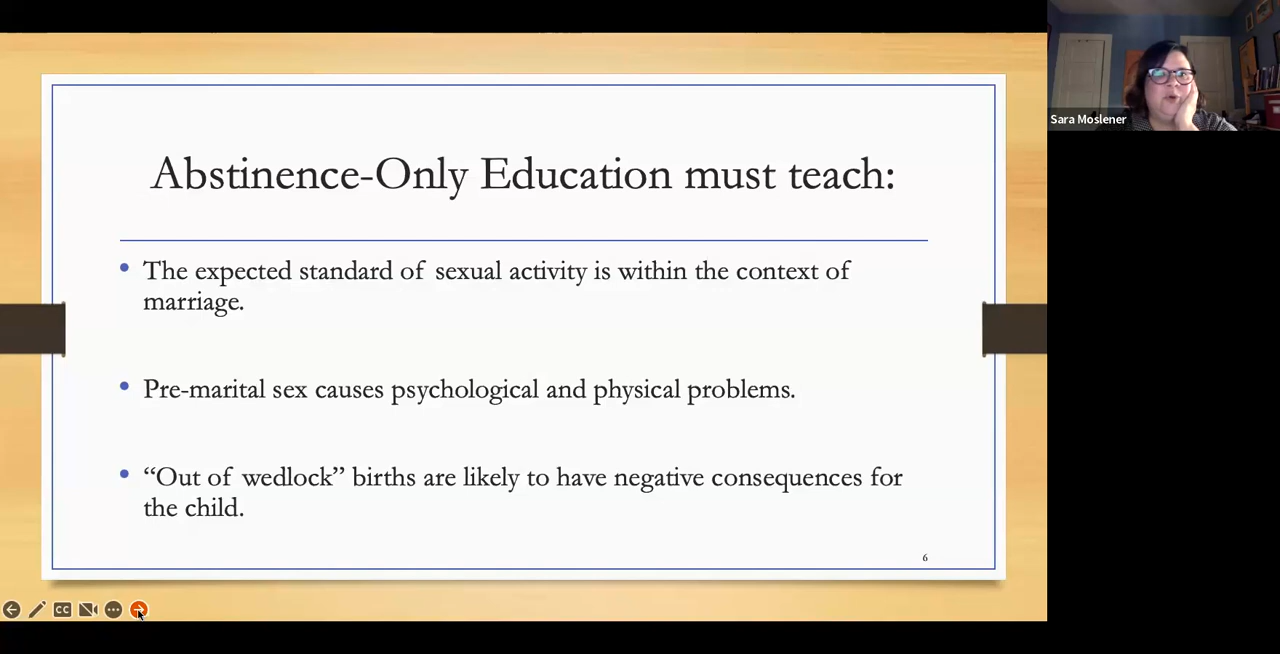 Abstinence-Only Education must teach:
• The expected standard of sexual activity is within the context of
marriage.
• Pre-marital sex causes psychological and physical problems.
• “Out of wedlock” births are likely to have negative consequences for
the child.
6
CC
Sara Moslener